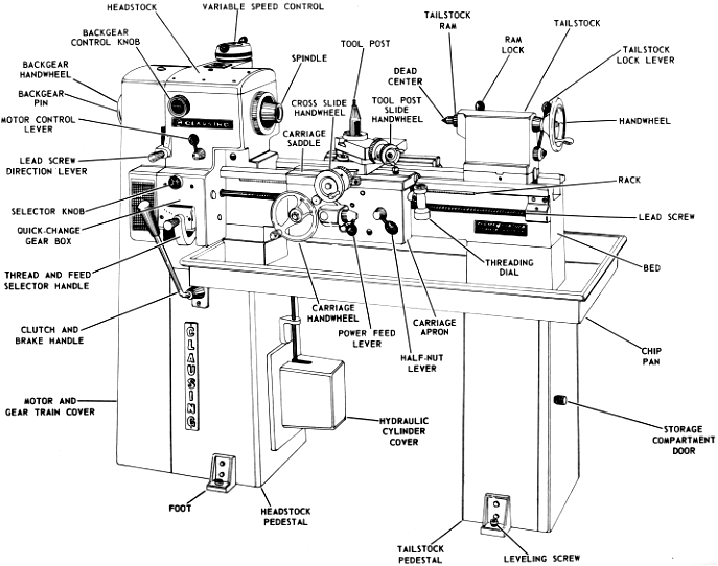 HEADSTOCK
VARIABLE SPEED CONTROL
BACKGEAR
CONTROL KNOB
BACKGEAR
HANDWHEEL
BACKGEAR
PIN
MOTOR CONTROL
LEVER
LEAD SCREW
DIRECTION LEVER
SELECTOR KNOB
QUICK-CHANGE
GEAR BOX
THREAD AND FEED
SELECTOR HANDLE
CLUTCH AND
BRAKE HANDLE
MOTOR AND
GEAR TRAIN COVER
FOOT
HEADSTOCK
PEDESTAL
CLAUSING
CLAUSING
SPINDLE
TOOL POST
CROSS SLIDE
HANDWHEEL
CARRIAGE
SADDLE
TOOL POST
SLIDE
HANDWHEEL
DEAD
CENTER
TAILSTOCK
RAM
RAM
LOCK
TAILSTOCK
TAILSTOCK
LOCK LEVER
HANDWHEEL
RACK
LEAD SCREW
THREADING
DIAL
BED
CARRIAGE
HANDWHEEL
POWER FEED
LEVER
CARRIAGE
APRON
HALF-NUT
LEVER
CHIP
PAN
HYDRAULIC
CYLINDER
COVER
STORAGE
COMPARTMENT
DOOR
TAILSTOCK
PEDESTAL
LEVELING SCREW